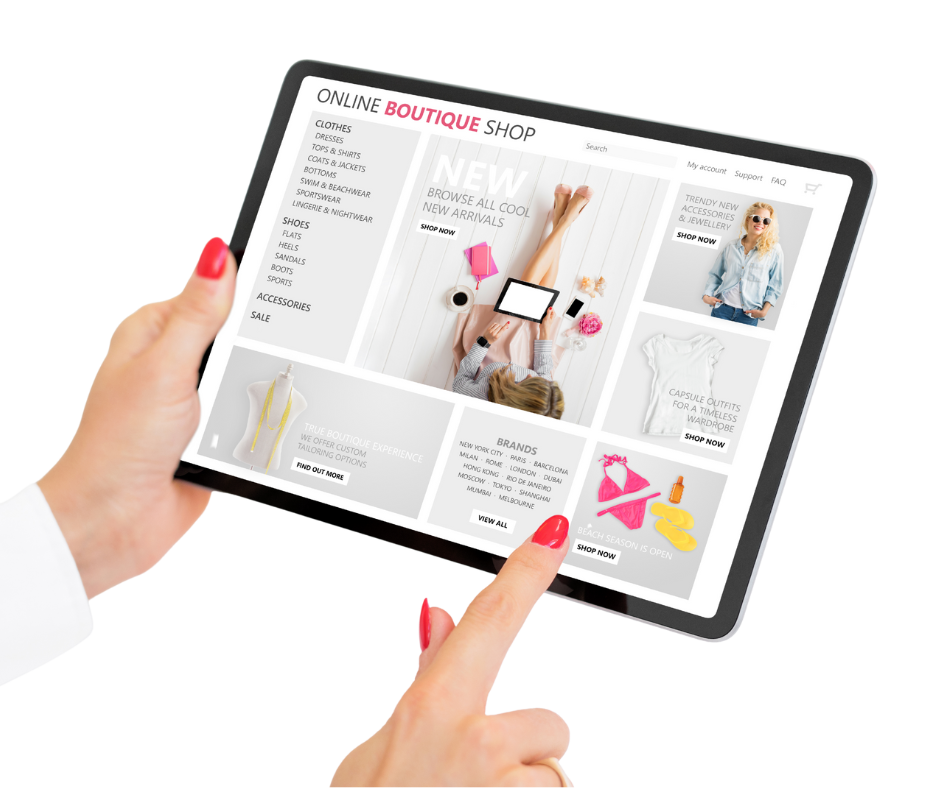 ONLINE BOUTIQUE SHOP
Search
My account Support FAQ
CLOTHES
DRESSES
TOPS & SHIRTS
COATS & JACKETS
BOTTOMS
SWIM & BEACHWEAR
SPORTSWEAR
LINGERIE & NIGHTWEAR
SHOES
FLATS
HEELS
SANDALS
BOOTS
SPORTS
ACCESSORIES
SALE
NEW
BROWSE ALL COOL
NEW ARRIVALS
SHOP NOW
TRENDY NEW
ACCESSORIES
& JEWELLERY
SHOP NOW
CAPSULE OUTFITS
FOR A TIMELESS
WARDROBE
SHOP NOW
TRUE BOUTIQUE EXPERIENCE
WE OFFER CUSTOM
TAILORING OPTIONS
FIND OUT MORE
BRANDS
NEW YORK CITY · PARIS · BARCELONA
MILAN · ROME · LONDON · DUBAI
HONG KONG · RIO DE JANEIRO
MOSCOW · TOKYO · SHANGHAI
MUMBAI · MELBOURNE
VIEW ALL
BEACH SEASON IS OPEN
SHOP NOW